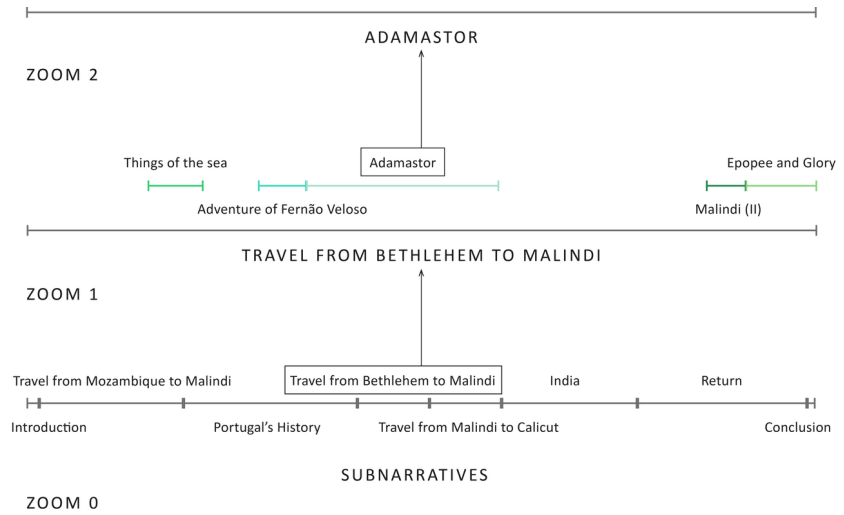 ADAMASTOR
ZOOM 2
Things of the sea
Adamastor
Epopee and Glory
Adventure of Fernão Veloso
Malindi (II)
TRAVEL FROM BETHLEHEM TO MALINDI
ZOOM 1
Travel from Mozambique to Malindi
Travel from Bethlehem to Malindi
India
Return
Introduction
Portugal's History
Travel from Malindi to Calicut
Conclusion
SUBNARRATIVES
ZOOM 0